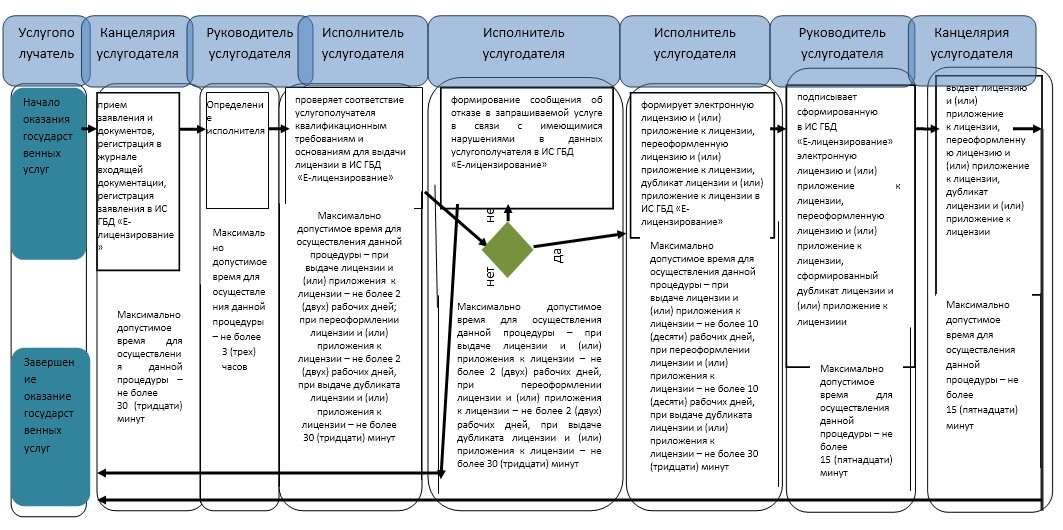 Услугопо
лучатель
Канцелярия
услугодателя
Руководитель
услугодателя
Исполнитель
услугодателя
Исполнитель
услугодателя
Исполнитель
услугодателя
Руководитель
услугодателя
Канцелярия
услугодателя
Начало
оказания
государст
венных
услуг
Завершен
ие
оказание
государст
венных
услуг
прием
заявления и
документов,
регистрация в
журнале
входящей
документации,
регистрация
заявления в ИС
ГБД «Е-
лицензирование
»
Максимально
допустимое
время для
осуществлени
я данной
процедуры –
не более
30 (тридцати)
минут
Определени
е
исполнителя
Максималь
но
допустимое
время для
осуществле
ния данной
процедуры
– не более
3 (трех)
часов
проверяет соответствие
услугополучателя
квалификационным
требованиям и
основаниям для выдачи
лицензии в ИС ГБД
«Е-лицензирование»
Максимально
допустимое время для
осуществления данной
процедуры – при
выдаче лицензии и
(или) приложения к
лицензии – не более 2
(двух) рабочих дней;
при переоформлении
лицензии и (или)
приложения к
лицензии – не более 2
(двух) рабочих дней,
при выдаче дубликата
лицензии и (или)
приложения к
лицензии – не более
30 (тридцати) минут
формирование сообщения об
отказе в запрашиваемой услуге
в связи с имеющимися
нарушениями в данных
услугополучателя в ИС ГБД
«Е-лицензирование»
не
нет
да
Максимально допустимое
время для осуществления
данной процедуры – при
выдаче лицензии и (или)
приложения к лицензии – не
более 2 (двух) рабочих дней,
при переоформлении
лицензии и (или) приложения
к лицензии – не более 2 (двух)
рабочих дней, при выдаче
дубликата лицензии и (или)
приложения к лицензии – не
более 30 (тридцати) минут
формирует электронную
лицензию и (или)
приложение к лицензии,
переоформленную
лицензию и (или)
приложение к лицензии,
дубликат лицензии и (или)
приложение к лицензии в
ИС ГБД «Е-
лицензирование»
Максимально
допустимое время для
осуществления данной
процедуры – при
выдаче лицензии и
(или) приложения к
лицензии – не более 10
(десяти) рабочих дней,
при переоформлении
лицензии и (или)
приложения к
лицензии – не более 10
(десяти) рабочих дней,
при выдаче дубликата
лицензии и (или)
приложения к
лицензии – не более 30
(тридцати) минут
подписывает
сформированную
в ИС ГБД
«Е-лицензирование»
электронную
лицензию и (или)
приложение к
лицензии,
переоформленную
лицензию и (или)
приложение к
лицензии,
сформированный
дубликат лицензии и
(или) приложение к
лицензиии
Максимально
допустимое
время для
осуществления
данной
процедуры – не
более
15 (пятнадцати)
минут
выдает лицензию
и (или)
приложение
к лицензии,
переоформленну
ю лицензию и
(или) приложение
к лицензии,
дубликат
лицензии и (или)
приложение к
лицензии
Максимально
допустимое
время для
осуществления
данной
процедуры – не
более
15 (пятнадцати)
минут